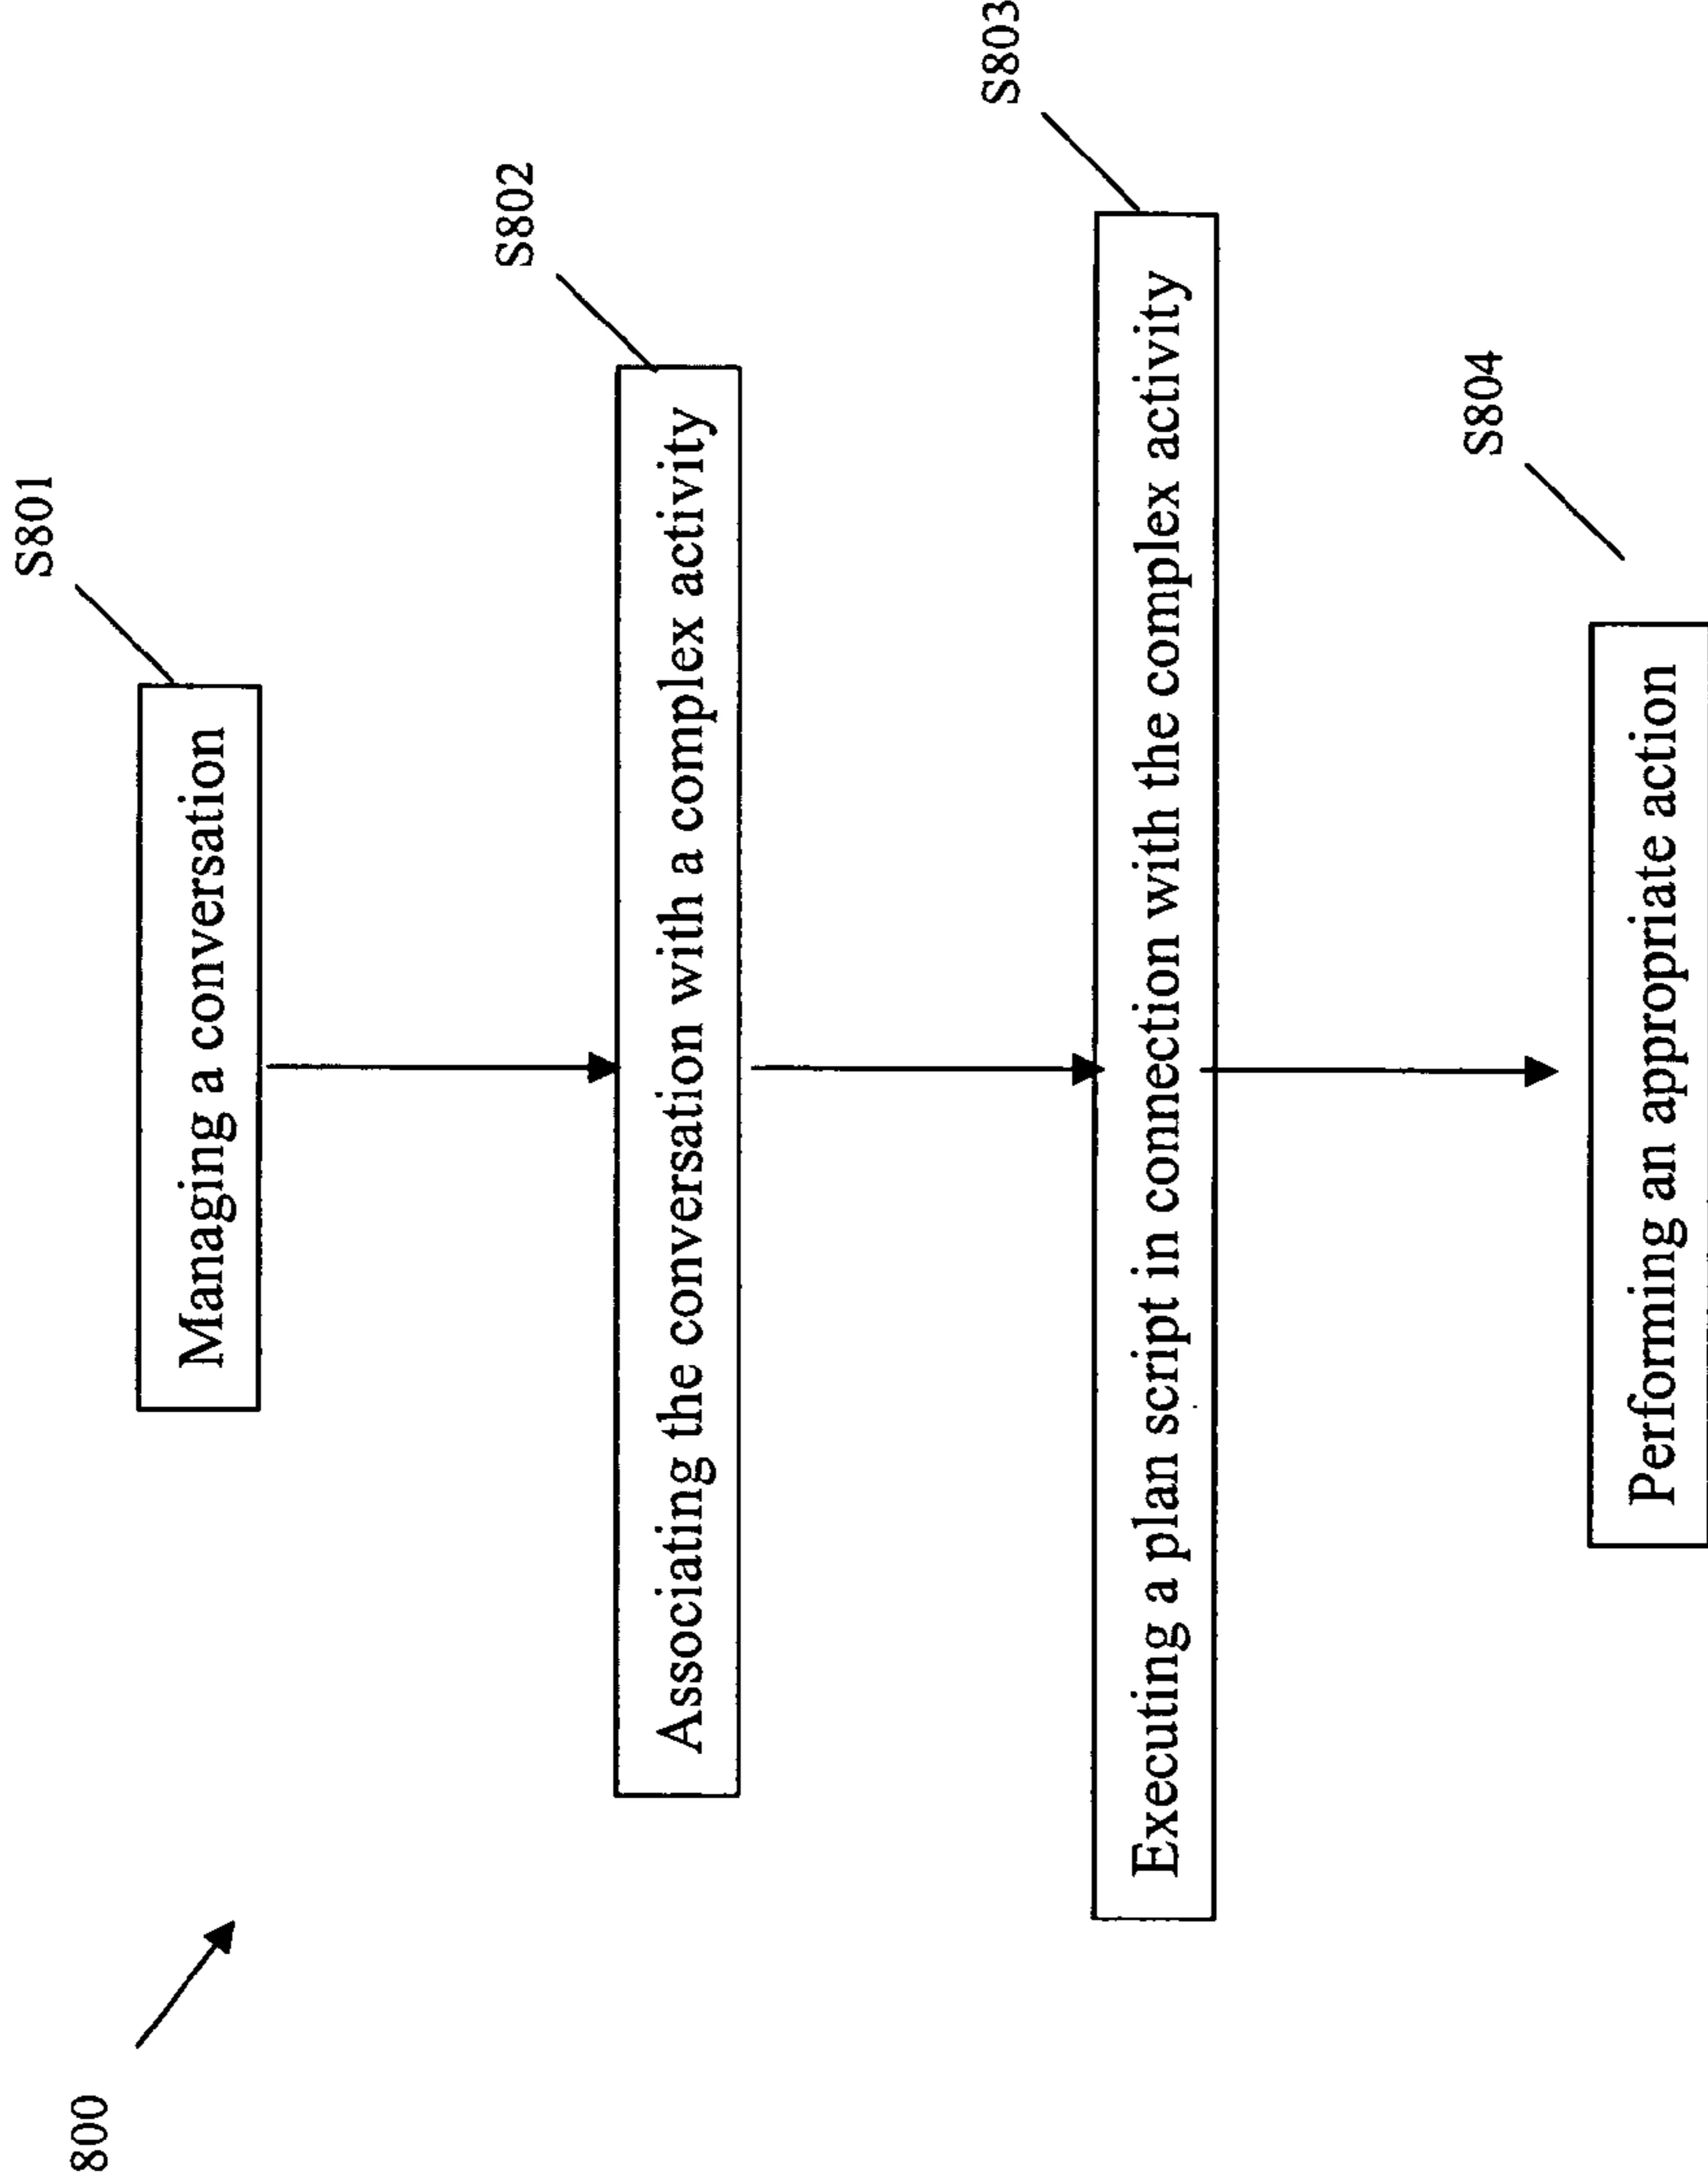 800
S801
Managing a conversation
S802
Associating the conversation with a complex activity
S803
Executing a plan script in connection with the complex activity
S804
Performing an appropriate action